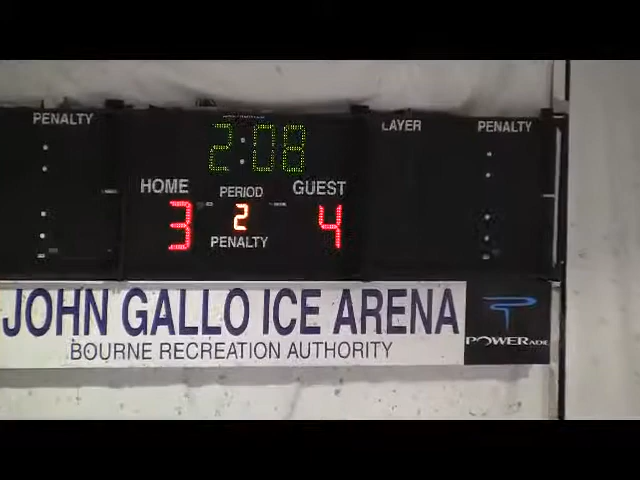 PENALTY 2:08 LAYER PENALTY
HOME PERIOD GUEST
3 2 4
PENALTY
JOHN GALLO ICE ARENA
BOURNE RECREATION AUTHORITY
POWERADE